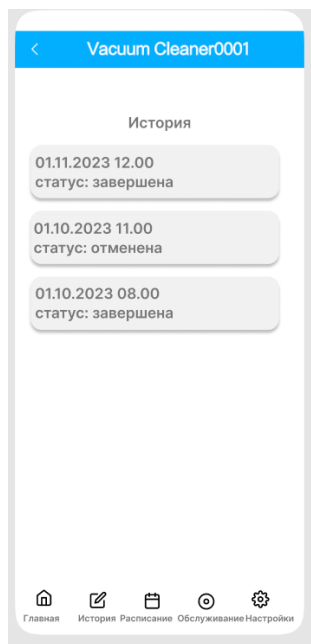 Vacuum Cleaner0001
История
01.11.2023 12.00
статус: завершена
01.10.2023 11.00
статус: отменена
01.10.2023 08.00
статус: завершена
Главная История Расписание Обслуживание Настройки